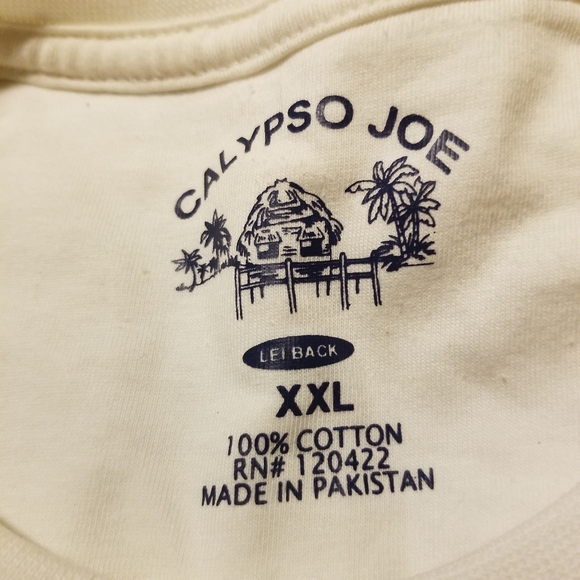 CALYPSO JOE
LEI BACK
XXL
100% COTTON
RN# 120422
MADE IN PAKISTAN